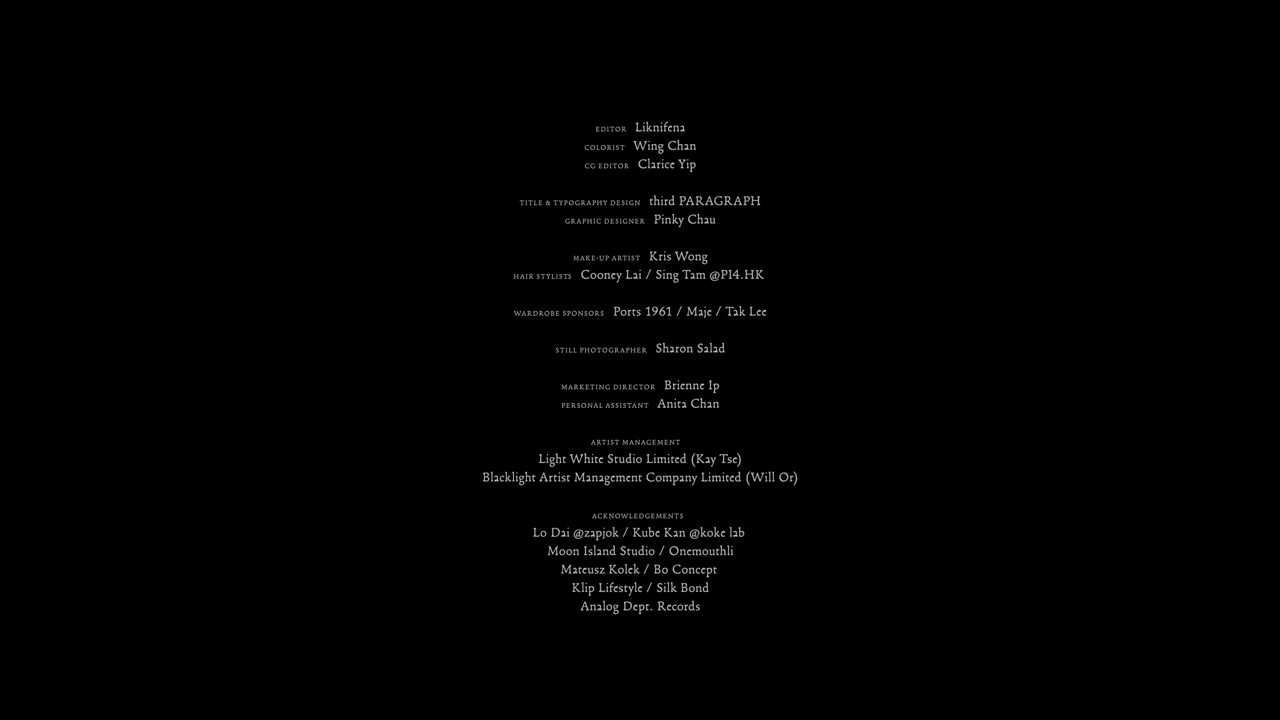 EDITOR Liknifena
COLORIST Wing Chan
CG EDITOR Clarice Yip
TITLE & TYPOGRAPHY DESIGN third PARAGRAPH
GRAPHIC DESIGNER Pinky Chau
MAKE-UP ARTIST Kris Wong
HAIR STYLISTS Cooney Lai / Sing Tam @PI4.HK
WARDROBE SPONSORS Ports 1961 / Maje / Tak Lee
STILL PHOTOGRAPHER Sharon Salad
MARKETING DIRECTOR Brienne Ip
PERSONAL ASSISTANT Anita Chan
ARTIST MANAGEMENT
Light White Studio Limited (Kay Tse)
Blacklight Artist Management Company Limited (Will Or)
ACKNOWLEDGEMENTS
Lo Dai @zapjok / Kube Kan @koke lab
Moon Island Studio / Onemouthli
Mateusz Kolek / Bo Concept
Klip Lifestyle / Silk Bond
Analog Dept. Records